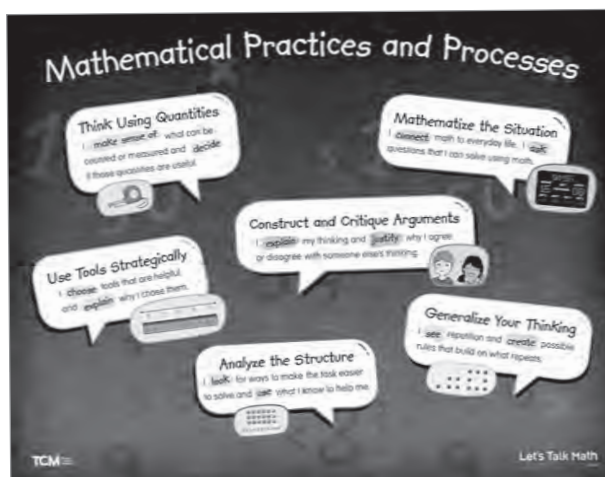 Mathematical Practices and Processes
Think Using Quantities
I make sense of what can be
counted or measured and decide
if those quantities are useful.
Mathematize the Situation
I connect math to everyday life. I ask
questions that I can solve using math.
Construct and Critique Arguments
I explain my thinking and justify why I agree
or disagree with someone else's thinking.
Use Tools Strategically
I choose tools that are helpful
and explain why I chose them.
Generalize Your Thinking
I see repetition and create possible
rules that build on what repeats.
Analyze the Structure
I look for ways to make the task easier
to solve and use what I know to help me.
TCM
Let's Talk Math